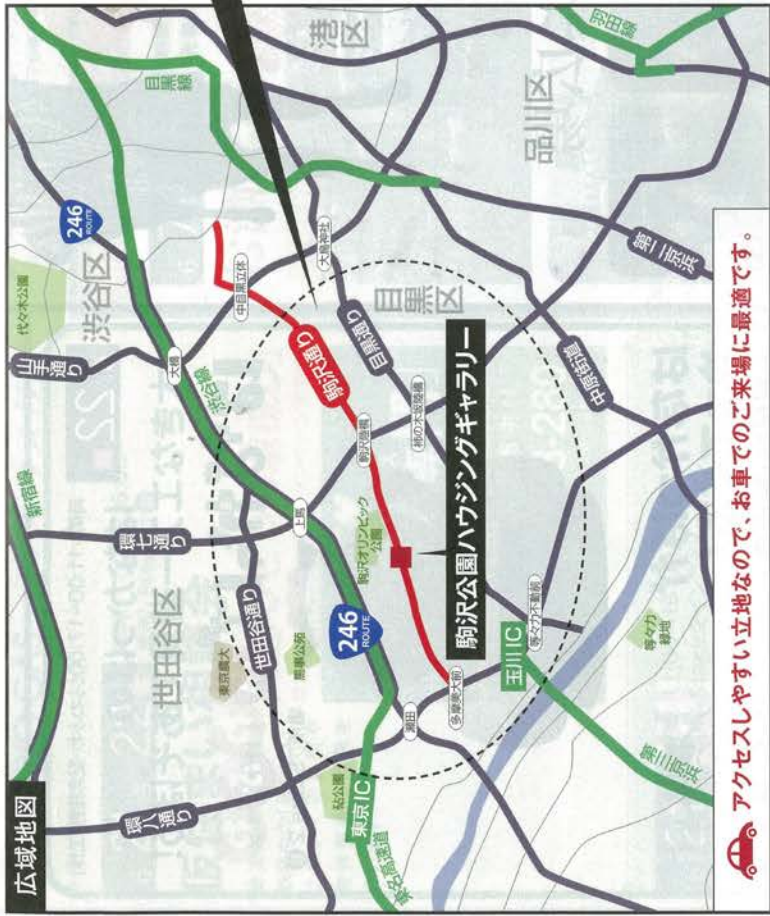 広域地図
新宿線
代々木公園
246
ROUTE
目黒線
港区
羽田線
山手通り
渋谷区
環七通り
大橋
渋谷線
中目黒立体
大鳥神社
品川区
世田谷区
上馬
駒沢通り
目黒通り
目黒区
第二京浜
世田谷通り
東京農大
馬事公苑
駒沢オリンピック
公園
駒沢陸橋
柿の木坂陸橋
中原街道
246
ROUTE
駒沢公園ハウジングギャラリー
環八通り
砧公園
瀬田
多摩美大前
等々力不動前
玉川IC
等々力
緑地
東京IC
東名高速道
第三京浜
アクセスしやすい立地なので、お車でのご来場に最適です。